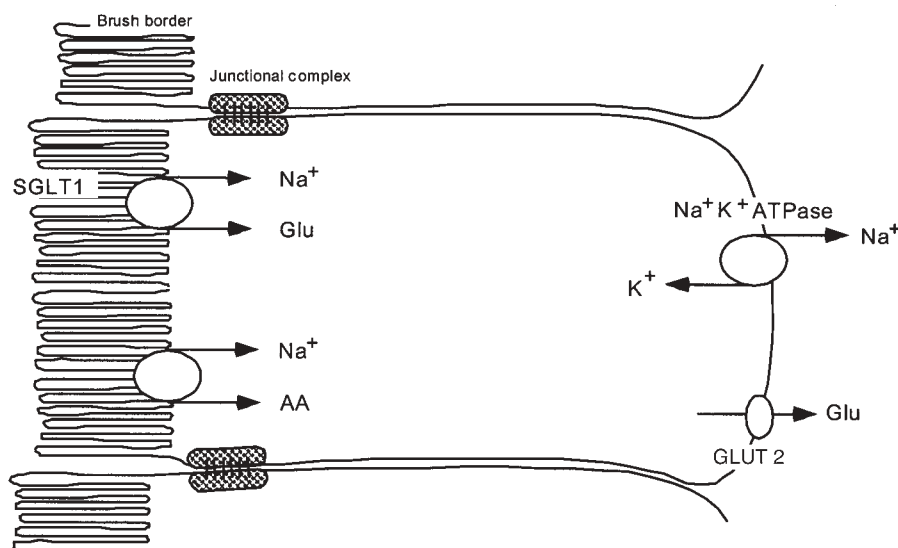 Brush border
Junctional complex
SGLT1
Na⁺
Glu
Na⁺K⁺ATPase
Na⁺
K⁺
Na⁺
AA
Glu
GLUT 2